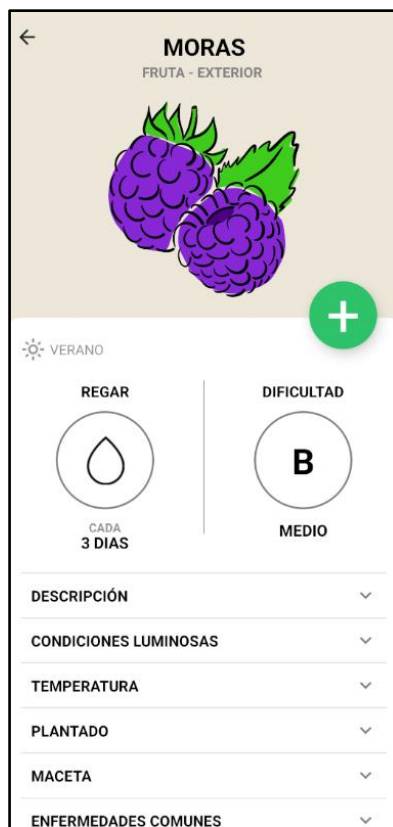 MORAS
FRUTA - EXTERIOR
VERANO
REGAR
CADA
3 DIAS
DIFICULTAD
B
MEDIO
DESCRIPCIÓN
CONDICIONES LUMINOSAS
TEMPERATURA
PLANTADO
MACETA
ENFERMEDADES COMUNES